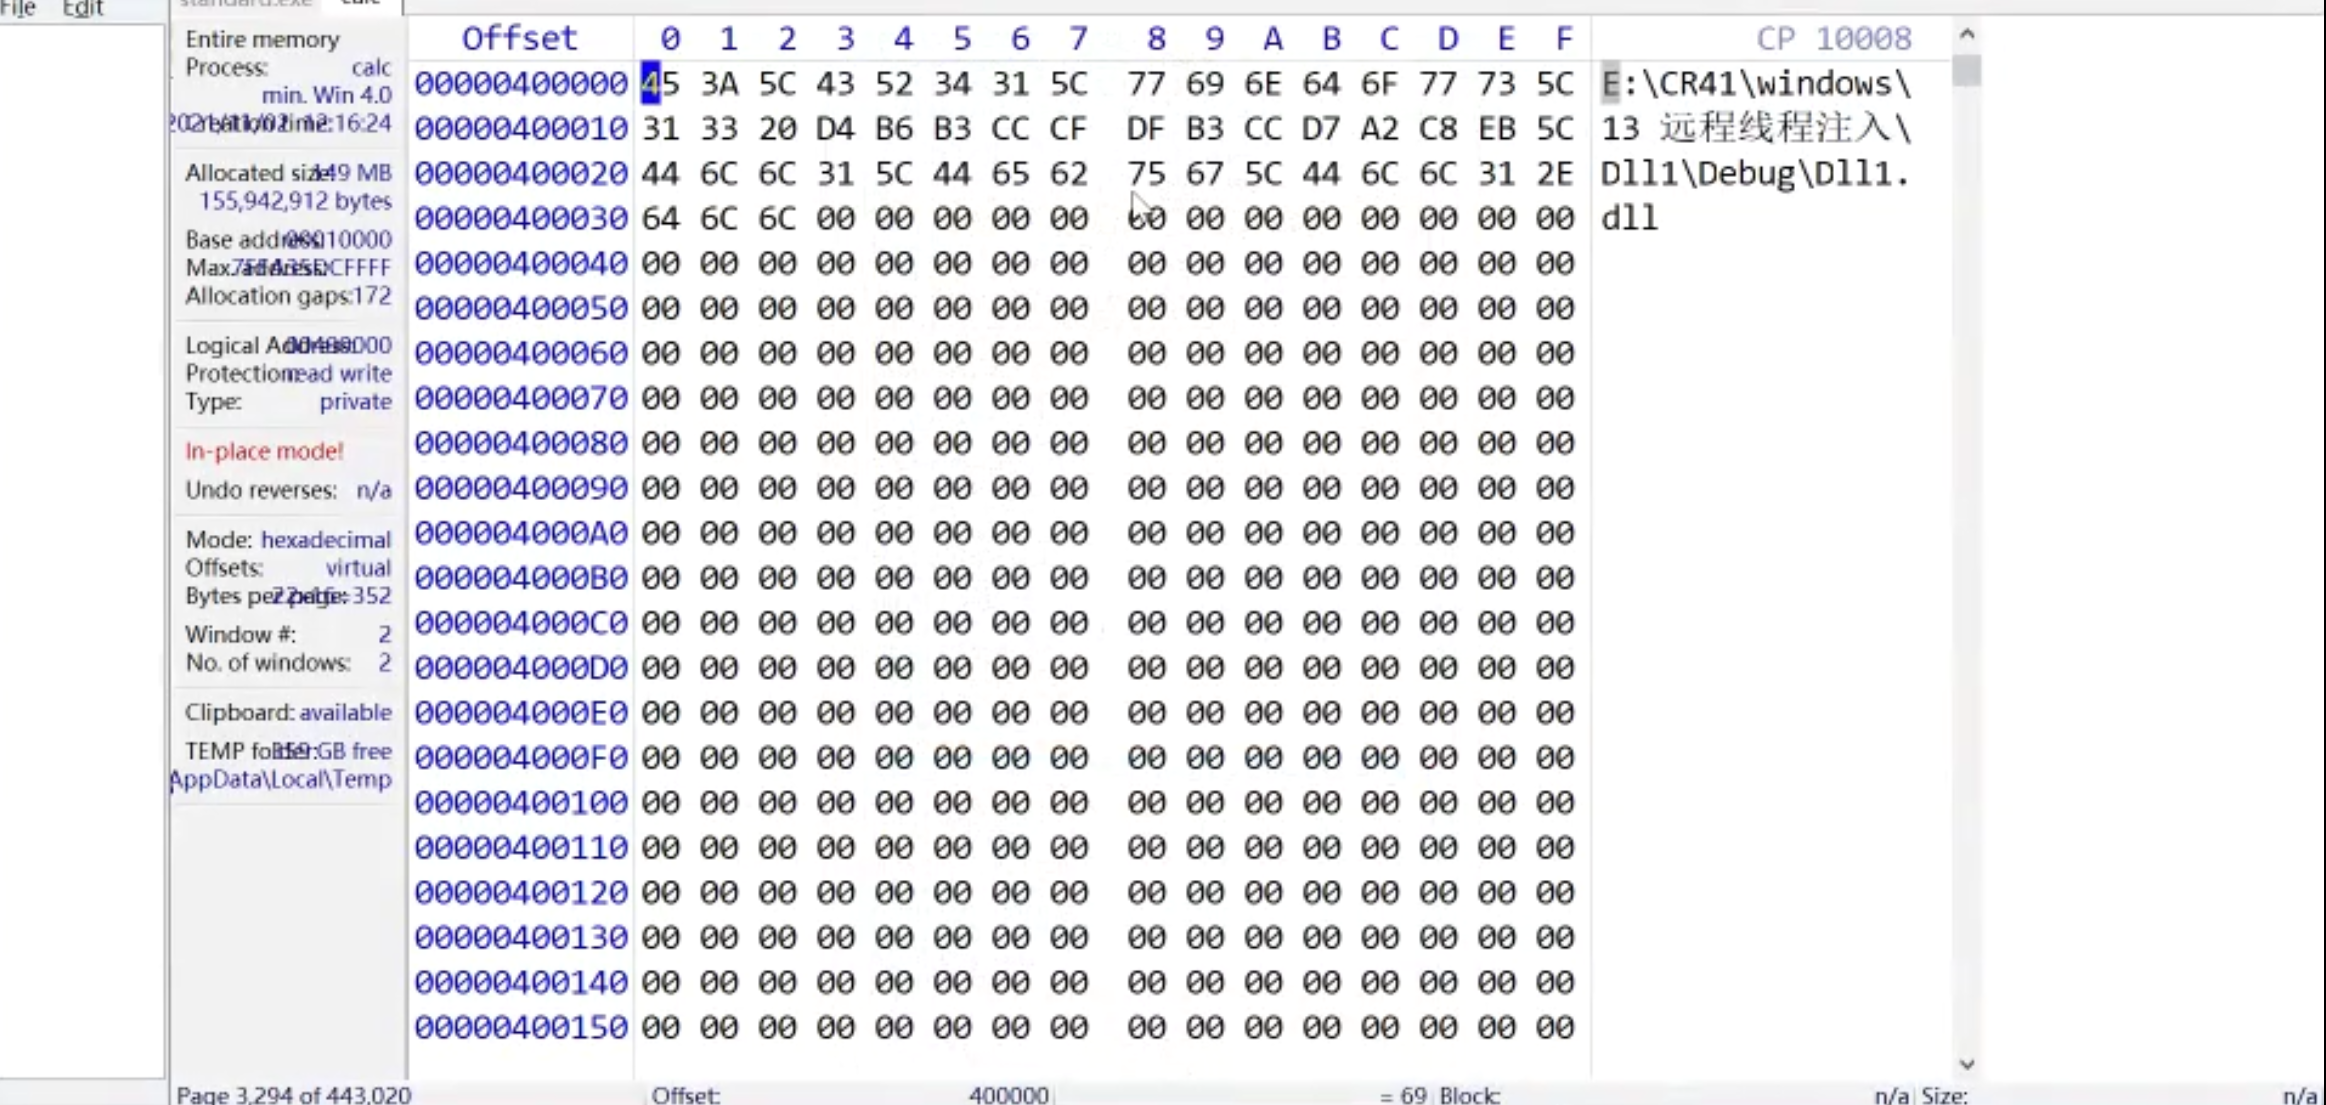 File Edit
standard.exe calc
Entire memory
Process: calc
min. Win 4.0
Allocated size: 149 MB
155,942,912 bytes
Base address:
Max. address:
Allocation gaps: 172
Logical Address:
Protection: read write
Type: private
In-place mode!
Undo reverses: n/a
Mode: hexadecimal
Offsets: virtual
Bytes per page:
Window #: 2
No. of windows: 2
Clipboard: available
TEMP folder: GB free
AppData\Local\Temp
Offset 0 1 2 3 4 5 6 7 8 9 A B C D E F CP 10008
00000400000 45 3A 5C 43 52 34 31 5C 77 69 6E 64 6F 77 73 5C E:\CR41\windows\
00000400010 31 33 20 D4 B6 B3 CC CF DF B3 CC D7 A2 C8 EB 5C 13 远程线程注入\
00000400020 44 6C 6C 31 5C 44 65 62 75 67 5C 44 6C 6C 31 2E Dll1\Debug\Dll1.
00000400030 64 6C 6C 00 00 00 00 00 00 00 00 00 00 00 00 00 dll
00000400040 00 00 00 00 00 00 00 00 00 00 00 00 00 00 00 00
00000400050 00 00 00 00 00 00 00 00 00 00 00 00 00 00 00 00
00000400060 00 00 00 00 00 00 00 00 00 00 00 00 00 00 00 00
00000400070 00 00 00 00 00 00 00 00 00 00 00 00 00 00 00 00
00000400080 00 00 00 00 00 00 00 00 00 00 00 00 00 00 00 00
00000400090 00 00 00 00 00 00 00 00 00 00 00 00 00 00 00 00
000004000A0 00 00 00 00 00 00 00 00 00 00 00 00 00 00 00 00
000004000B0 00 00 00 00 00 00 00 00 00 00 00 00 00 00 00 00
000004000C0 00 00 00 00 00 00 00 00 00 00 00 00 00 00 00 00
000004000D0 00 00 00 00 00 00 00 00 00 00 00 00 00 00 00 00
000004000E0 00 00 00 00 00 00 00 00 00 00 00 00 00 00 00 00
000004000F0 00 00 00 00 00 00 00 00 00 00 00 00 00 00 00 00
00000400100 00 00 00 00 00 00 00 00 00 00 00 00 00 00 00 00
00000400110 00 00 00 00 00 00 00 00 00 00 00 00 00 00 00 00
00000400120 00 00 00 00 00 00 00 00 00 00 00 00 00 00 00 00
00000400130 00 00 00 00 00 00 00 00 00 00 00 00 00 00 00 00
00000400140 00 00 00 00 00 00 00 00 00 00 00 00 00 00 00 00
00000400150 00 00 00 00 00 00 00 00 00 00 00 00 00 00 00 00
Page 3,294 of 443,020 Offset: 400000 = 69 Block: n/a Size: n/a